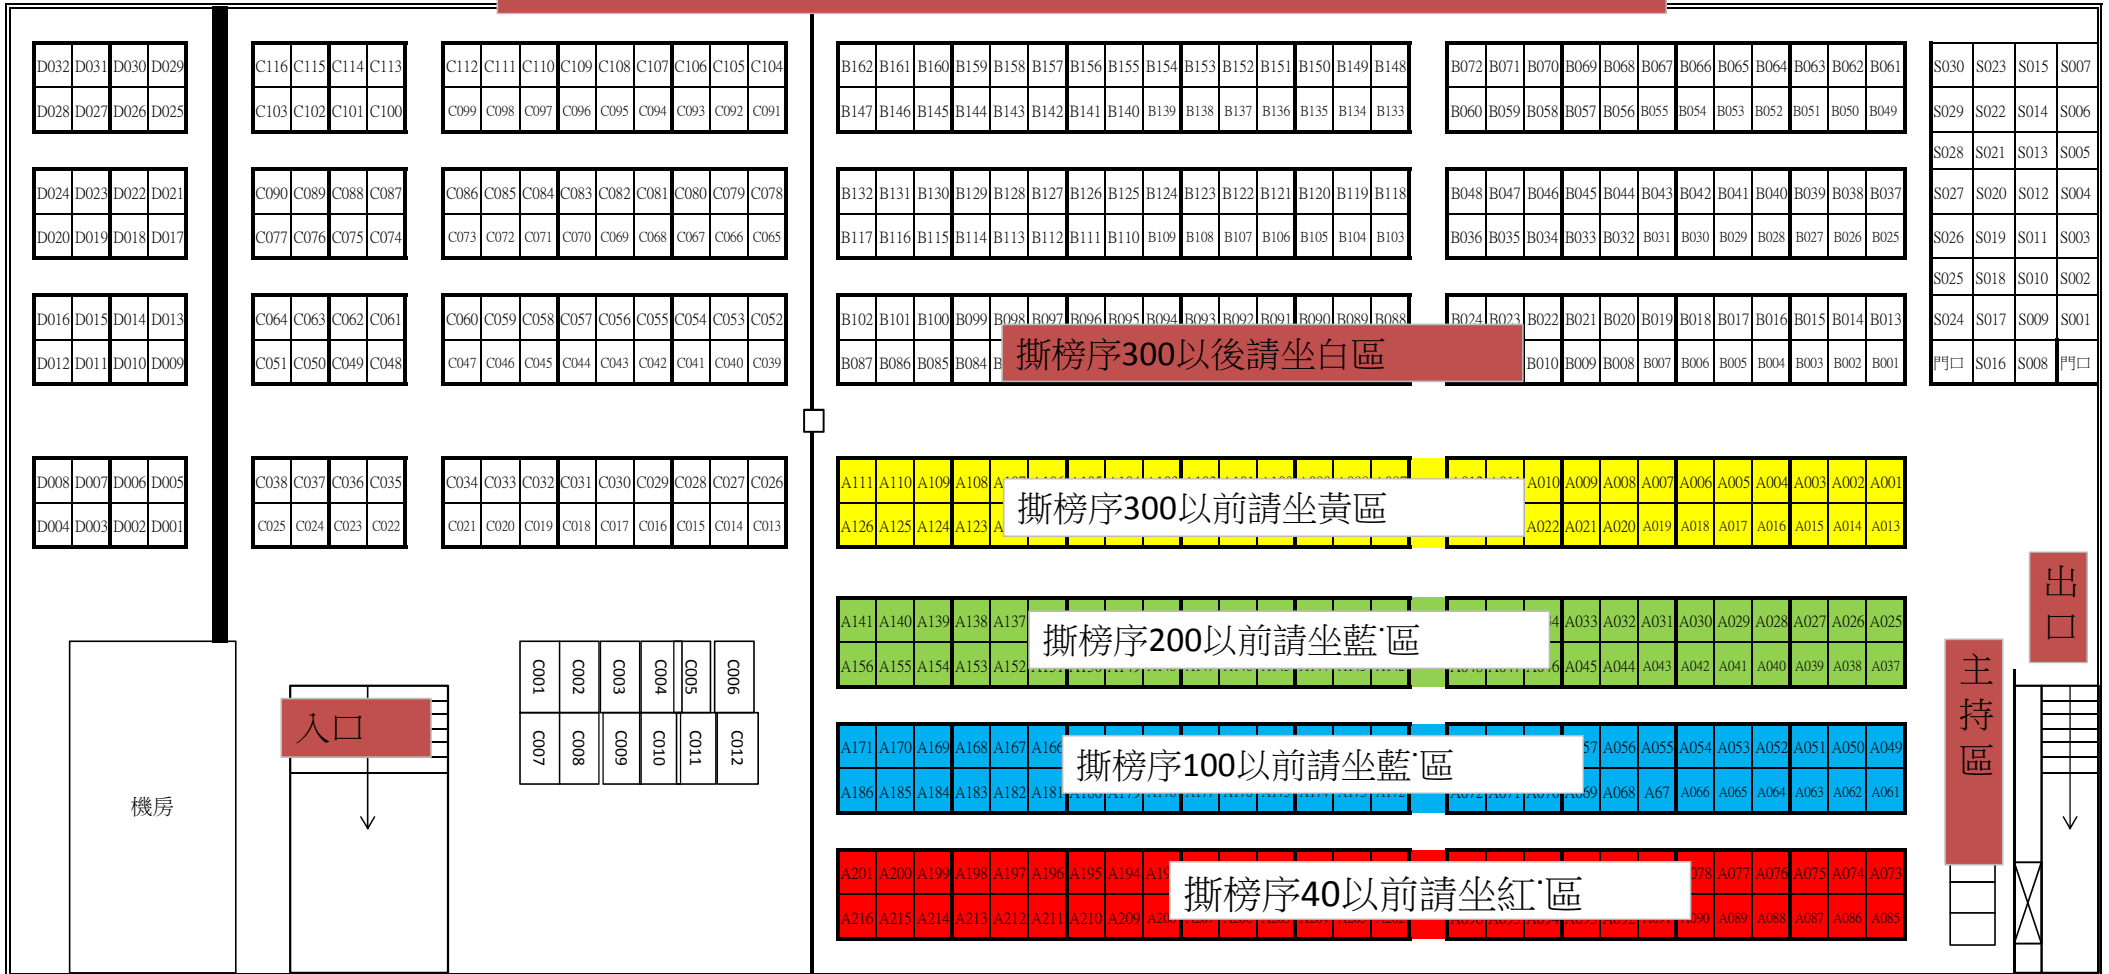 D032 D031 D030 D029 C116 C115 C114 C113 C112 C111 C110 C109 C108 C107 C106 C105 C104 B162 B161 B160 B159 B158 B157 B156 B155 B154 B153 B152 B151 B150 B149 B148 B072 B071 B070 B069 B068 B067 B066 B065 B064 B063 B062 B061 S030 S023 S015 S007
D028 D027 D026 D025 C103 C102 C101 C100 C099 C098 C097 C096 C095 C094 C093 C092 C091 B147 B146 B145 B144 B143 B142 B141 B140 B139 B138 B137 B136 B135 B134 B133 B060 B059 B058 B057 B056 B055 B054 B053 B052 B051 B050 B049 S029 S022 S014 S006
S028 S021 S013 S005
D024 D023 D022 D021 C090 C089 C088 C087 C086 C085 C084 C083 C082 C081 C080 C079 C078 B132 B131 B130 B129 B128 B127 B126 B125 B124 B123 B122 B121 B120 B119 B118 B048 B047 B046 B045 B044 B043 B042 B041 B040 B039 B038 B037 S027 S020 S012 S004
D020 D019 D018 D017 C077 C076 C075 C074 C073 C072 C071 C070 C069 C068 C067 C066 C065 B117 B116 B115 B114 B113 B112 B111 B110 B109 B108 B107 B106 B105 B104 B103 B036 B035 B034 B033 B032 B031 B030 B029 B028 B027 B026 B025 S026 S019 S011 S003
S025 S018 S010 S002
D016 D015 D014 D013 C064 C063 C062 C061 C060 C059 C058 C057 C056 C055 C054 C053 C052 B102 B101 B100 B099 B098 B097 B096 B095 B094 B093 B092 B091 B090 B089 B088 B024 B023 B022 B021 B020 B019 B018 B017 B016 B015 B014 B013 S024 S017 S009 S001
D012 D011 D010 D009 C051 C050 C049 C048 C047 C046 C045 C044 C043 C042 C041 C040 C039 B087 B086 B085 B084 撕榜序300以後請坐白區 B010 B009 B008 B007 B006 B005 B004 B003 B002 B001 門口 S016 S008 門口
D008 D007 D006 D005 C038 C037 C036 C035 C034 C033 C032 C031 C030 C029 C028 C027 C026 A111 A110 A109 A108 A010 A009 A008 A007 A006 A005 A004 A003 A002 A001
撕榜序300以前請坐黃區
D004 D003 D002 D001 C025 C024 C023 C022 C021 C020 C019 C018 C017 C016 C015 C014 C013 A126 A125 A124 A123 A022 A021 A020 A019 A018 A017 A016 A015 A014 A013
出口
A141 A140 A139 A138 A137 A033 A032 A031 A030 A029 A028 A027 A026 A025
撕榜序200以前請坐藍區
A156 A155 A154 A153 A152 A045 A044 A043 A042 A041 A040 A039 A038 A037
主持區
C001 C002 C003 C004 C005 C006
入口
C007 C008 C009 C010 C011 C012
A171 A170 A169 A168 A167 A166 A056 A055 A054 A053 A052 A051 A050 A049
撕榜序100以前請坐藍區
A186 A185 A184 A183 A182 A181 A068 A67 A066 A065 A064 A063 A062 A061
機房
A201 A200 A199 A198 A197 A196 A195 A194 A077 A076 A075 A074 A073
撕榜序40以前請坐紅區
A216 A215 A214 A213 A212 A211 A210 A209 A089 A088 A087 A086 A085